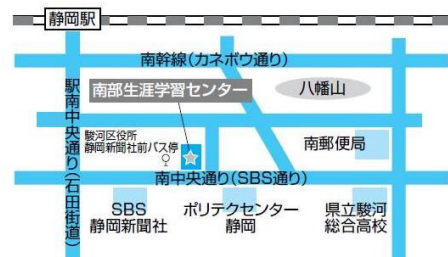 静岡駅
南幹線(カネボウ通り)
南部生涯学習センター
八幡山
駅南中央通り(石田街道)
駿河区役所
静岡新聞社前バス停
南郵便局
南中央通り(SBS通り)
SBS
静岡新聞社
ポリテクセンター
静岡
県立駿河
総合高校